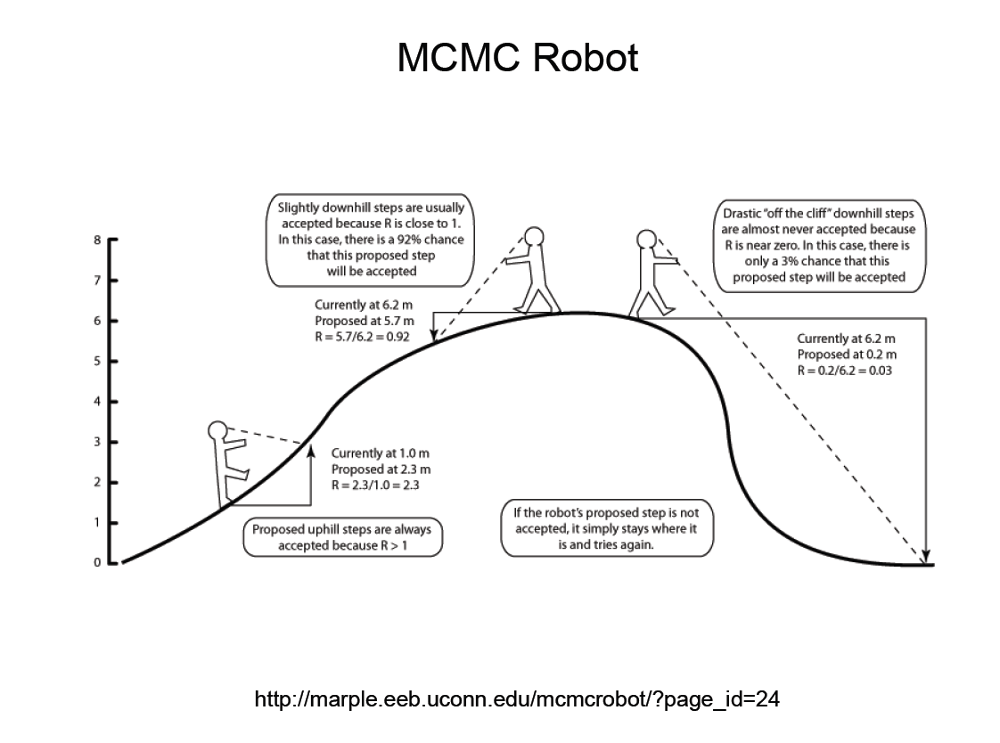 MCMC Robot
Slightly downhill steps are usually
accepted because R is close to 1.
In this case, there is a 92% chance
that this proposed step
will be accepted
Drastic “off the cliff” downhill steps
are almost never accepted because
R is near zero. In this case, there is
only a 3% chance that this
proposed step will be accepted
8
7
6
5
4
3
2
1
0
Currently at 6.2 m
Proposed at 5.7 m
R = 5.7/6.2 = 0.92
Currently at 6.2 m
Proposed at 0.2 m
R = 0.2/6.2 = 0.03
Currently at 1.0 m
Proposed at 2.3 m
R = 2.3/1.0 = 2.3
Proposed uphill steps are always
accepted because R > 1
If the robot’s proposed step is not
accepted, it simply stays where it
is and tries again.
http://marple.eeb.uconn.edu/mcmcrobot/?page_id=24